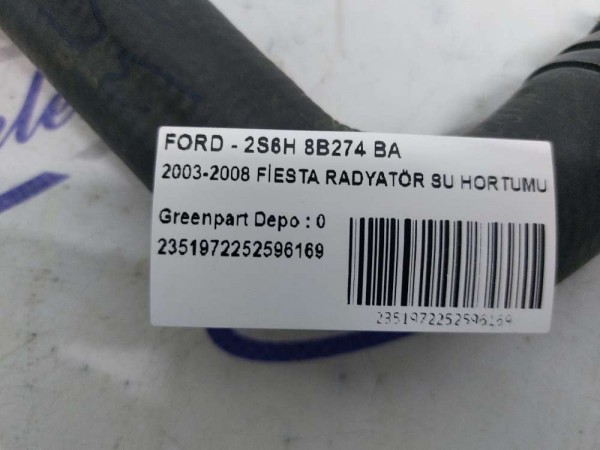 FORD - 2S6H 8B274 BA
2003-2008 FİESTA RADYATÖR SU HORTUMU
Greenpart Depo : 0
2351972252596169
2351972252596169